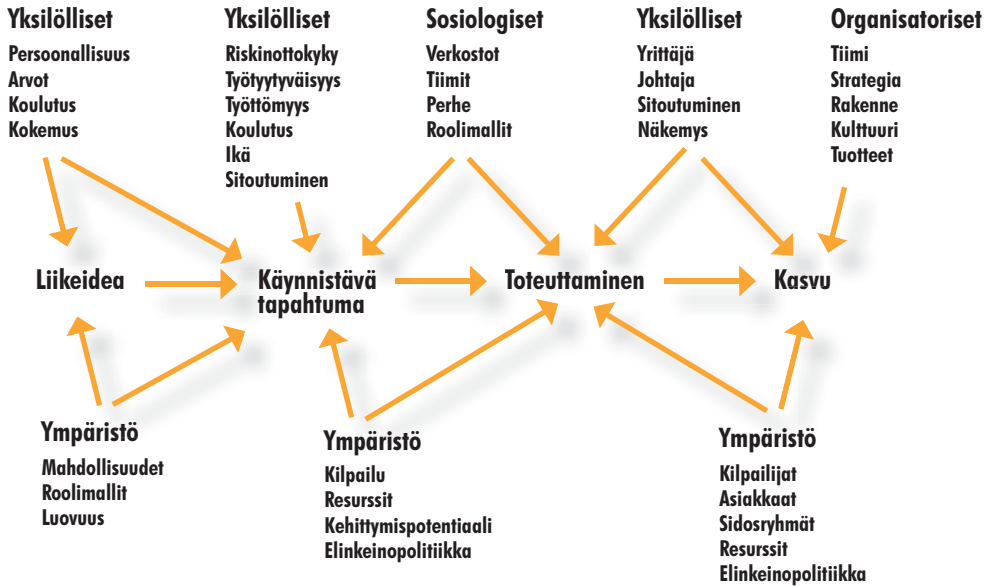 Yksilölliset
Persoonallisuus
Arvot
Koulutus
Kokemus
Yksilölliset
Riskinottokyky
Työtyytyväisyys
Työttömyys
Koulutus
Ikä
Sitoutuminen
Sosiologiset
Verkostot
Tiimit
Perhe
Roolimallit
Yksilölliset
Yrittäjä
Johtaja
Sitoutuminen
Näkemys
Organisatoriset
Tiimi
Strategia
Rakenne
Kulttuuri
Tuotteet
Liikeidea
Käynnistävä
tapahtuma
Toteuttaminen
Kasvu
Ympäristö
Mahdollisuudet
Roolimallit
Luovuus
Ympäristö
Kilpailu
Resurssit
Kehittymispotentiaali
Elinkeinopolitiikka
Ympäristö
Kilpailijat
Asiakkaat
Sidosryhmät
Resurssit
Elinkeinopolitiikka